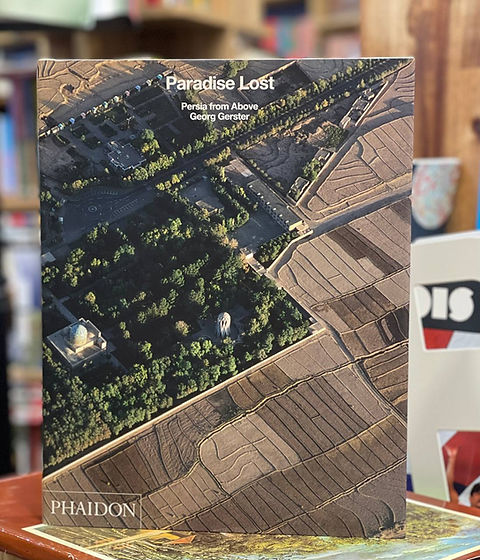 Paradise Lost
Persia from Above
Georg Gerster
PHAIDON
DIS